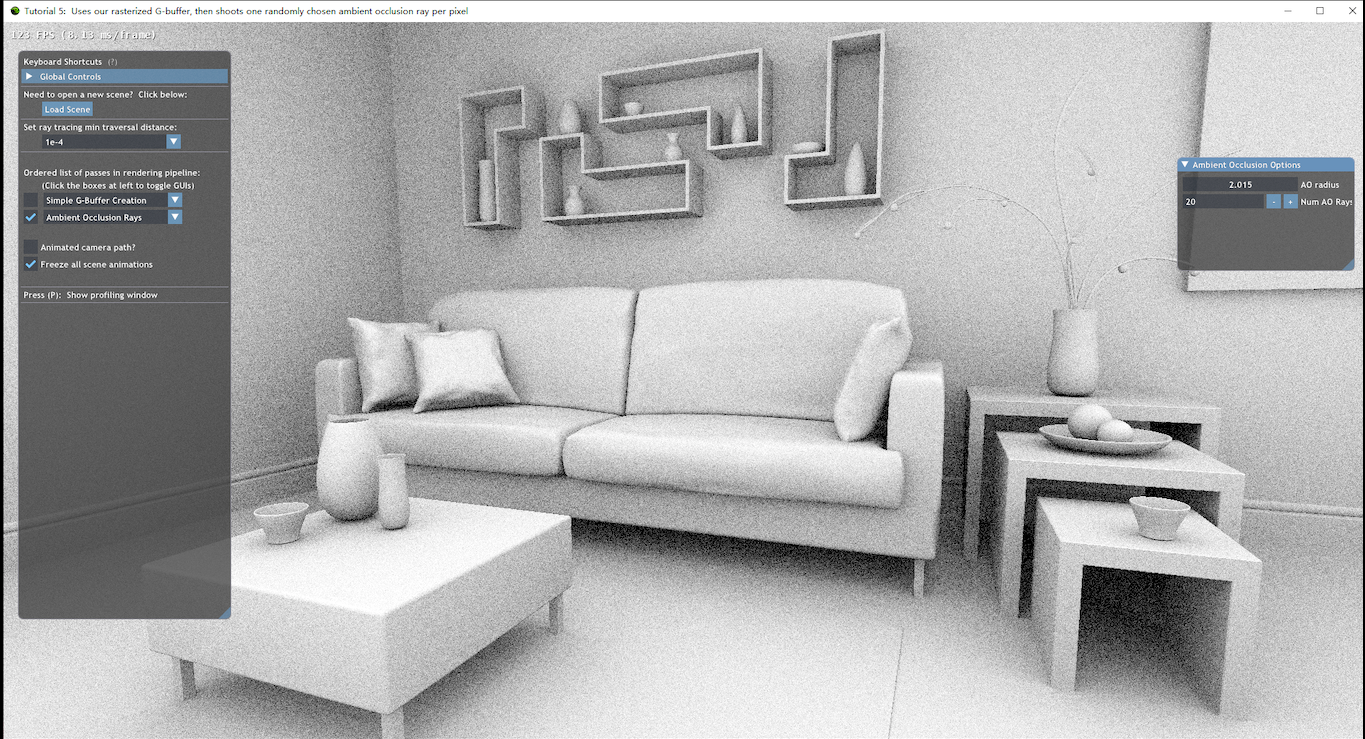 Tutorial 5: Uses our rasterized G-buffer, then shoots one randomly chosen ambient occlusion ray per pixel
123 FPS (8.13 ms/frame)
Keyboard Shortcuts (?)
Global Controls
Need to open a new scene? Click below:
Load Scene
Set ray tracing min traversal distance:
1e-4
Ordered list of passes in rendering pipeline:
(Click the boxes at left to toggle GUIs)
Simple G-Buffer Creation
Ambient Occlusion Rays
Animated camera path?
Freeze all scene animations
Press (P): Show profiling window
Ambient Occlusion Options
2.015 AO radius
20 - + Num AO Rays